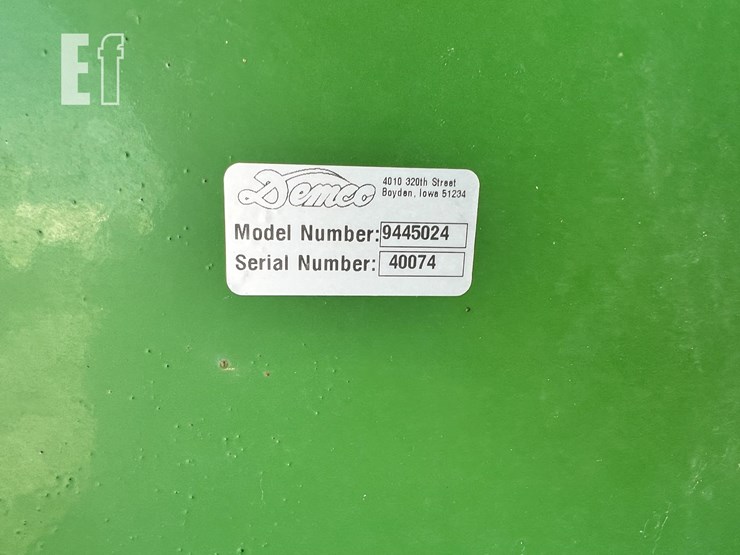 Ef
Demco
4010 320th Street
Boyden, Iowa 51234
Model Number: 9445024
Serial Number: 40074